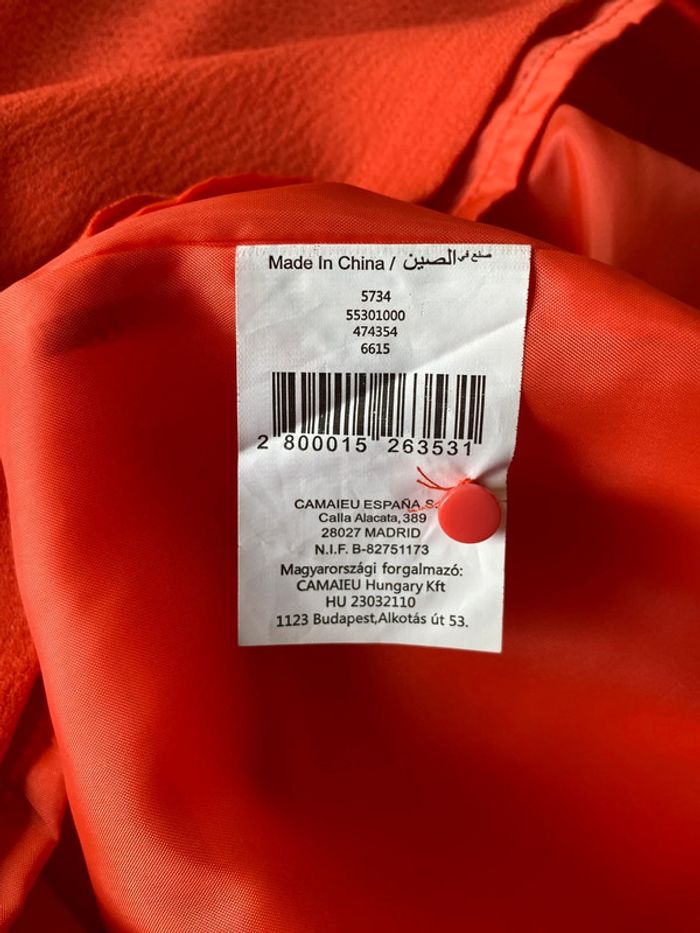 Made In China / صنع في الصين
5734
55301000
474354
6615
2 800015 263531
CAMAIEU ESPAÑA S.
Calla Alacata,389
28027 MADRID
N.I.F. B-82751173
Magyarországi forgalmazó:
CAMAIEU Hungary Kft
HU 23032110
1123 Budapest,Alkotás út 53.